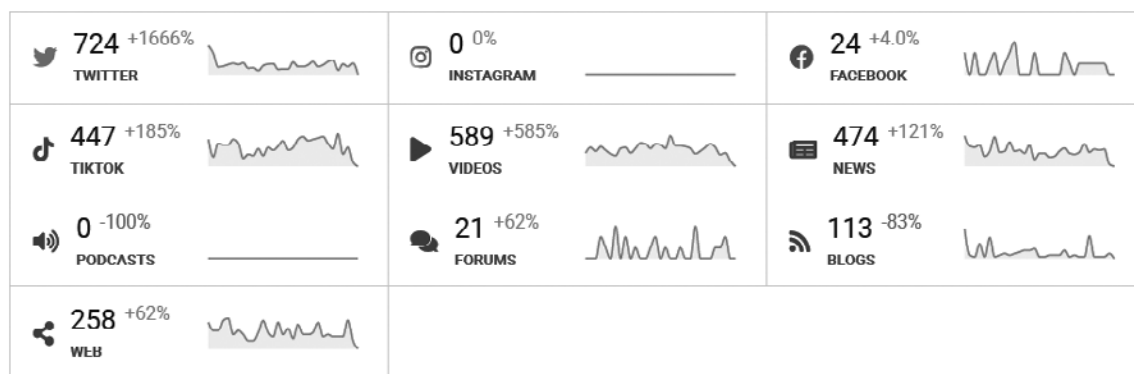 724 +1666%
TWITTER
0 0%
INSTAGRAM
24 +4.0%
FACEBOOK
447 +185%
TIKTOK
589 +585%
VIDEOS
474 +121%
NEWS
0 -100%
PODCASTS
21 +62%
FORUMS
113 -83%
BLOGS
258 +62%
WEB